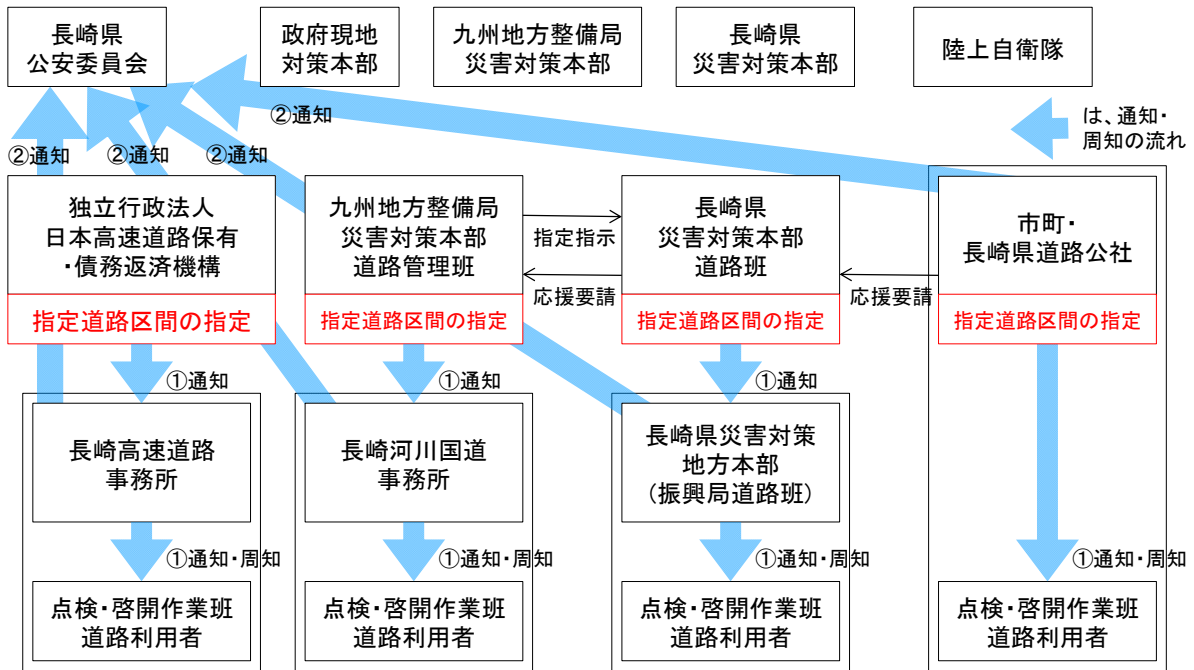 長崎県
公安委員会
政府現地
対策本部
九州地方整備局
災害対策本部
長崎県
災害対策本部
陸上自衛隊
②通知
は、通知・
周知の流れ
②通知
②通知
②通知
独立行政法人
日本高速道路保有
・債務返済機構
指定道路区間の指定
九州地方整備局
災害対策本部
道路管理班
指定道路区間の指定
指定指示
応援要請
長崎県
災害対策本部
道路班
指定道路区間の指定
応援要請
市町・
長崎県道路公社
指定道路区間の指定
①通知
①通知
①通知
長崎高速道路
事務所
長崎河川国道
事務所
長崎県災害対策
地方本部
（振興局道路班）
①通知・周知
①通知・周知
①通知・周知
①通知・周知
点検・啓開作業班
道路利用者
点検・啓開作業班
道路利用者
点検・啓開作業班
道路利用者
点検・啓開作業班
道路利用者